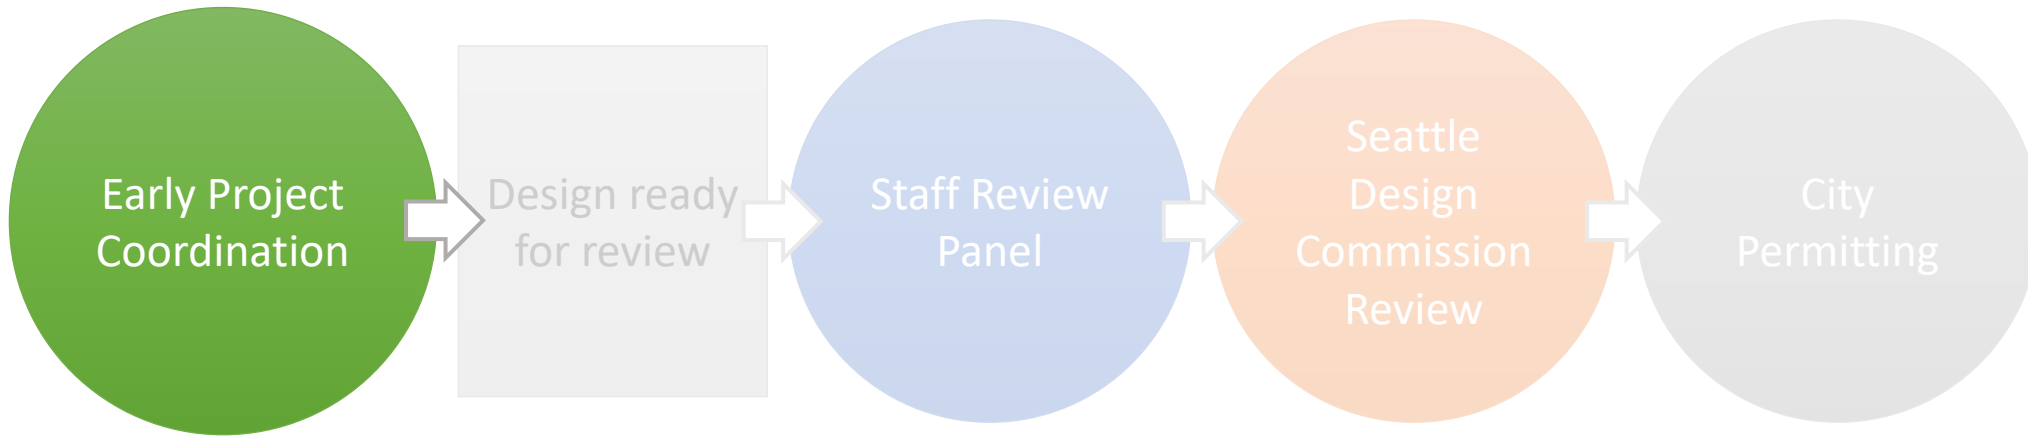 Early Project
Coordination
Design ready
for review
Staff Review
Panel
Seattle
Design
Commission
Review
City
Permitting